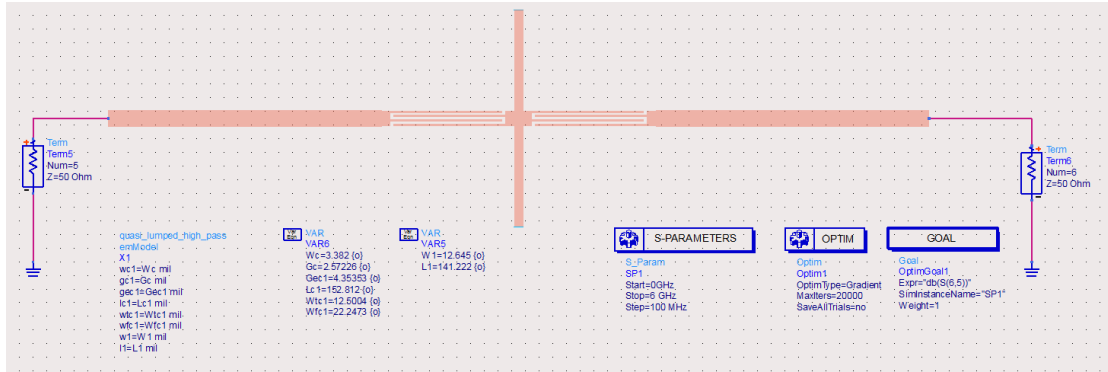 Term
Term5
Num=5
Z=50 Ohm
Term
Term6
Num=6
Z=50 Ohm
quasi_lumped_high_pass
emModel
X1
wc1=Wc mil
gc1=Gc mil
gec1=Gec1 mil
lc1=Lc1 mil
wtc1=Wtc1 mil
wfc1=Wfc1 mil
w1=W1 mil
l1=L1 mil
Var
Eqn
VAR
VAR6
Wc=3.382 {o}
Gc=2.57226 {o}
Gec1=4.35353 {o}
Lc1=152.812 {o}
Wtc1=12.5004 {o}
Wfc1=22.2473 {o}
Var
Eqn
VAR
VAR5
W1=12.645 {o}
L1=141.222 {o}
S-PARAMETERS
S_Param
SP1
Start=0GHz
Stop=6 GHz
Step=100 MHz
OPTIM
Optim
Optim1
OptimType=Gradient
MaxIters=20000
SaveAllTrials=no
GOAL
Goal
OptimGoal1
Expr="db(S(6,5))"
SimInstanceName="SP1"
Weight=1